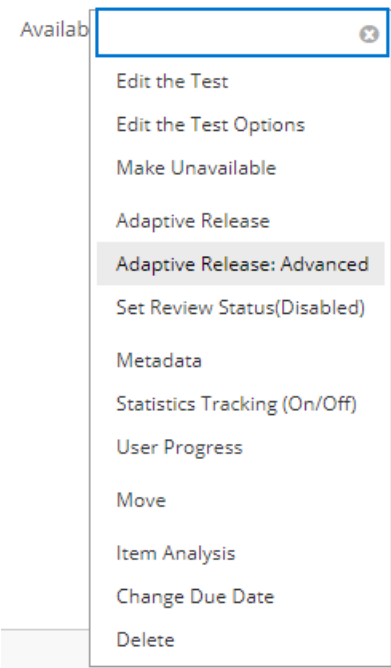 Availab
Edit the Test
Edit the Test Options
Make Unavailable
Adaptive Release
Adaptive Release: Advanced
Set Review Status(Disabled)
Metadata
Statistics Tracking (On/Off)
User Progress
Move
Item Analysis
Change Due Date
Delete